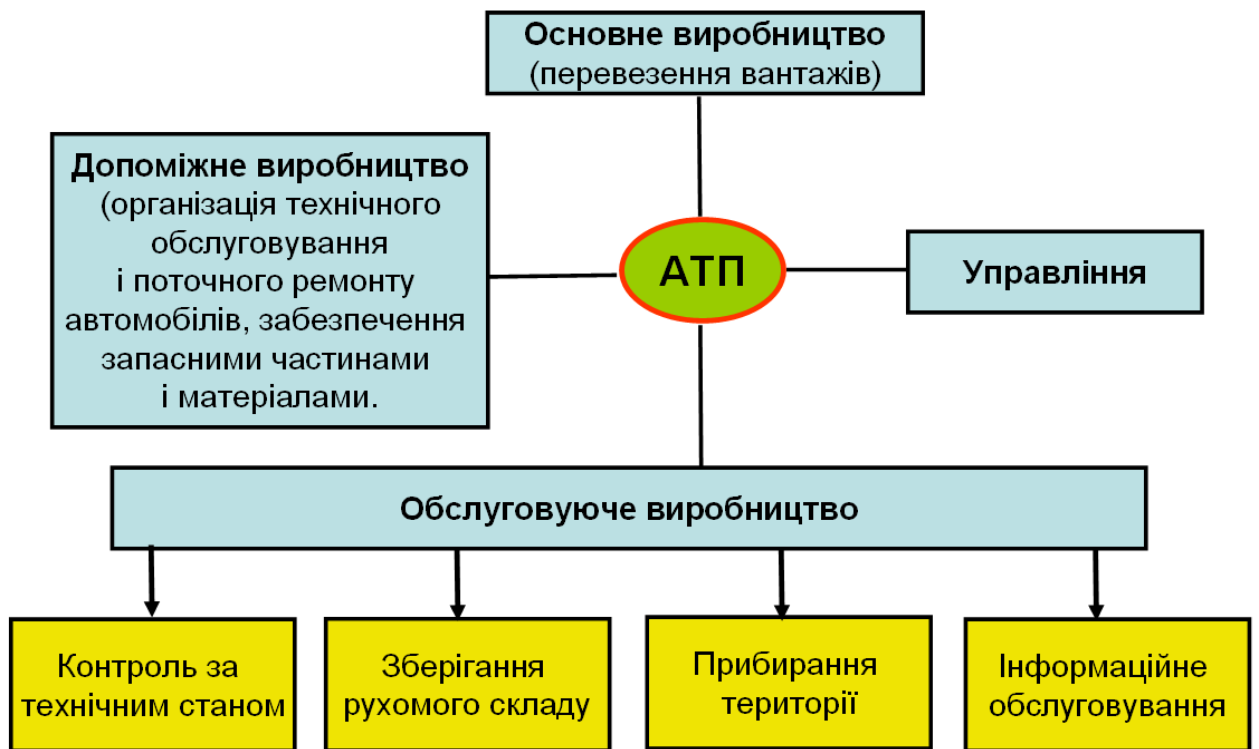 Основне виробництво
(перевезення вантажів)
Допоміжне виробництво
(організація технічного
обслуговування
і поточного ремонту
автомобілів, забезпечення
запасними частинами
і матеріалами.
АТП
Управління
Обслуговуюче виробництво
Контроль за
технічним станом
Зберігання
рухомого складу
Прибирання
території
Інформаційне
обслуговування